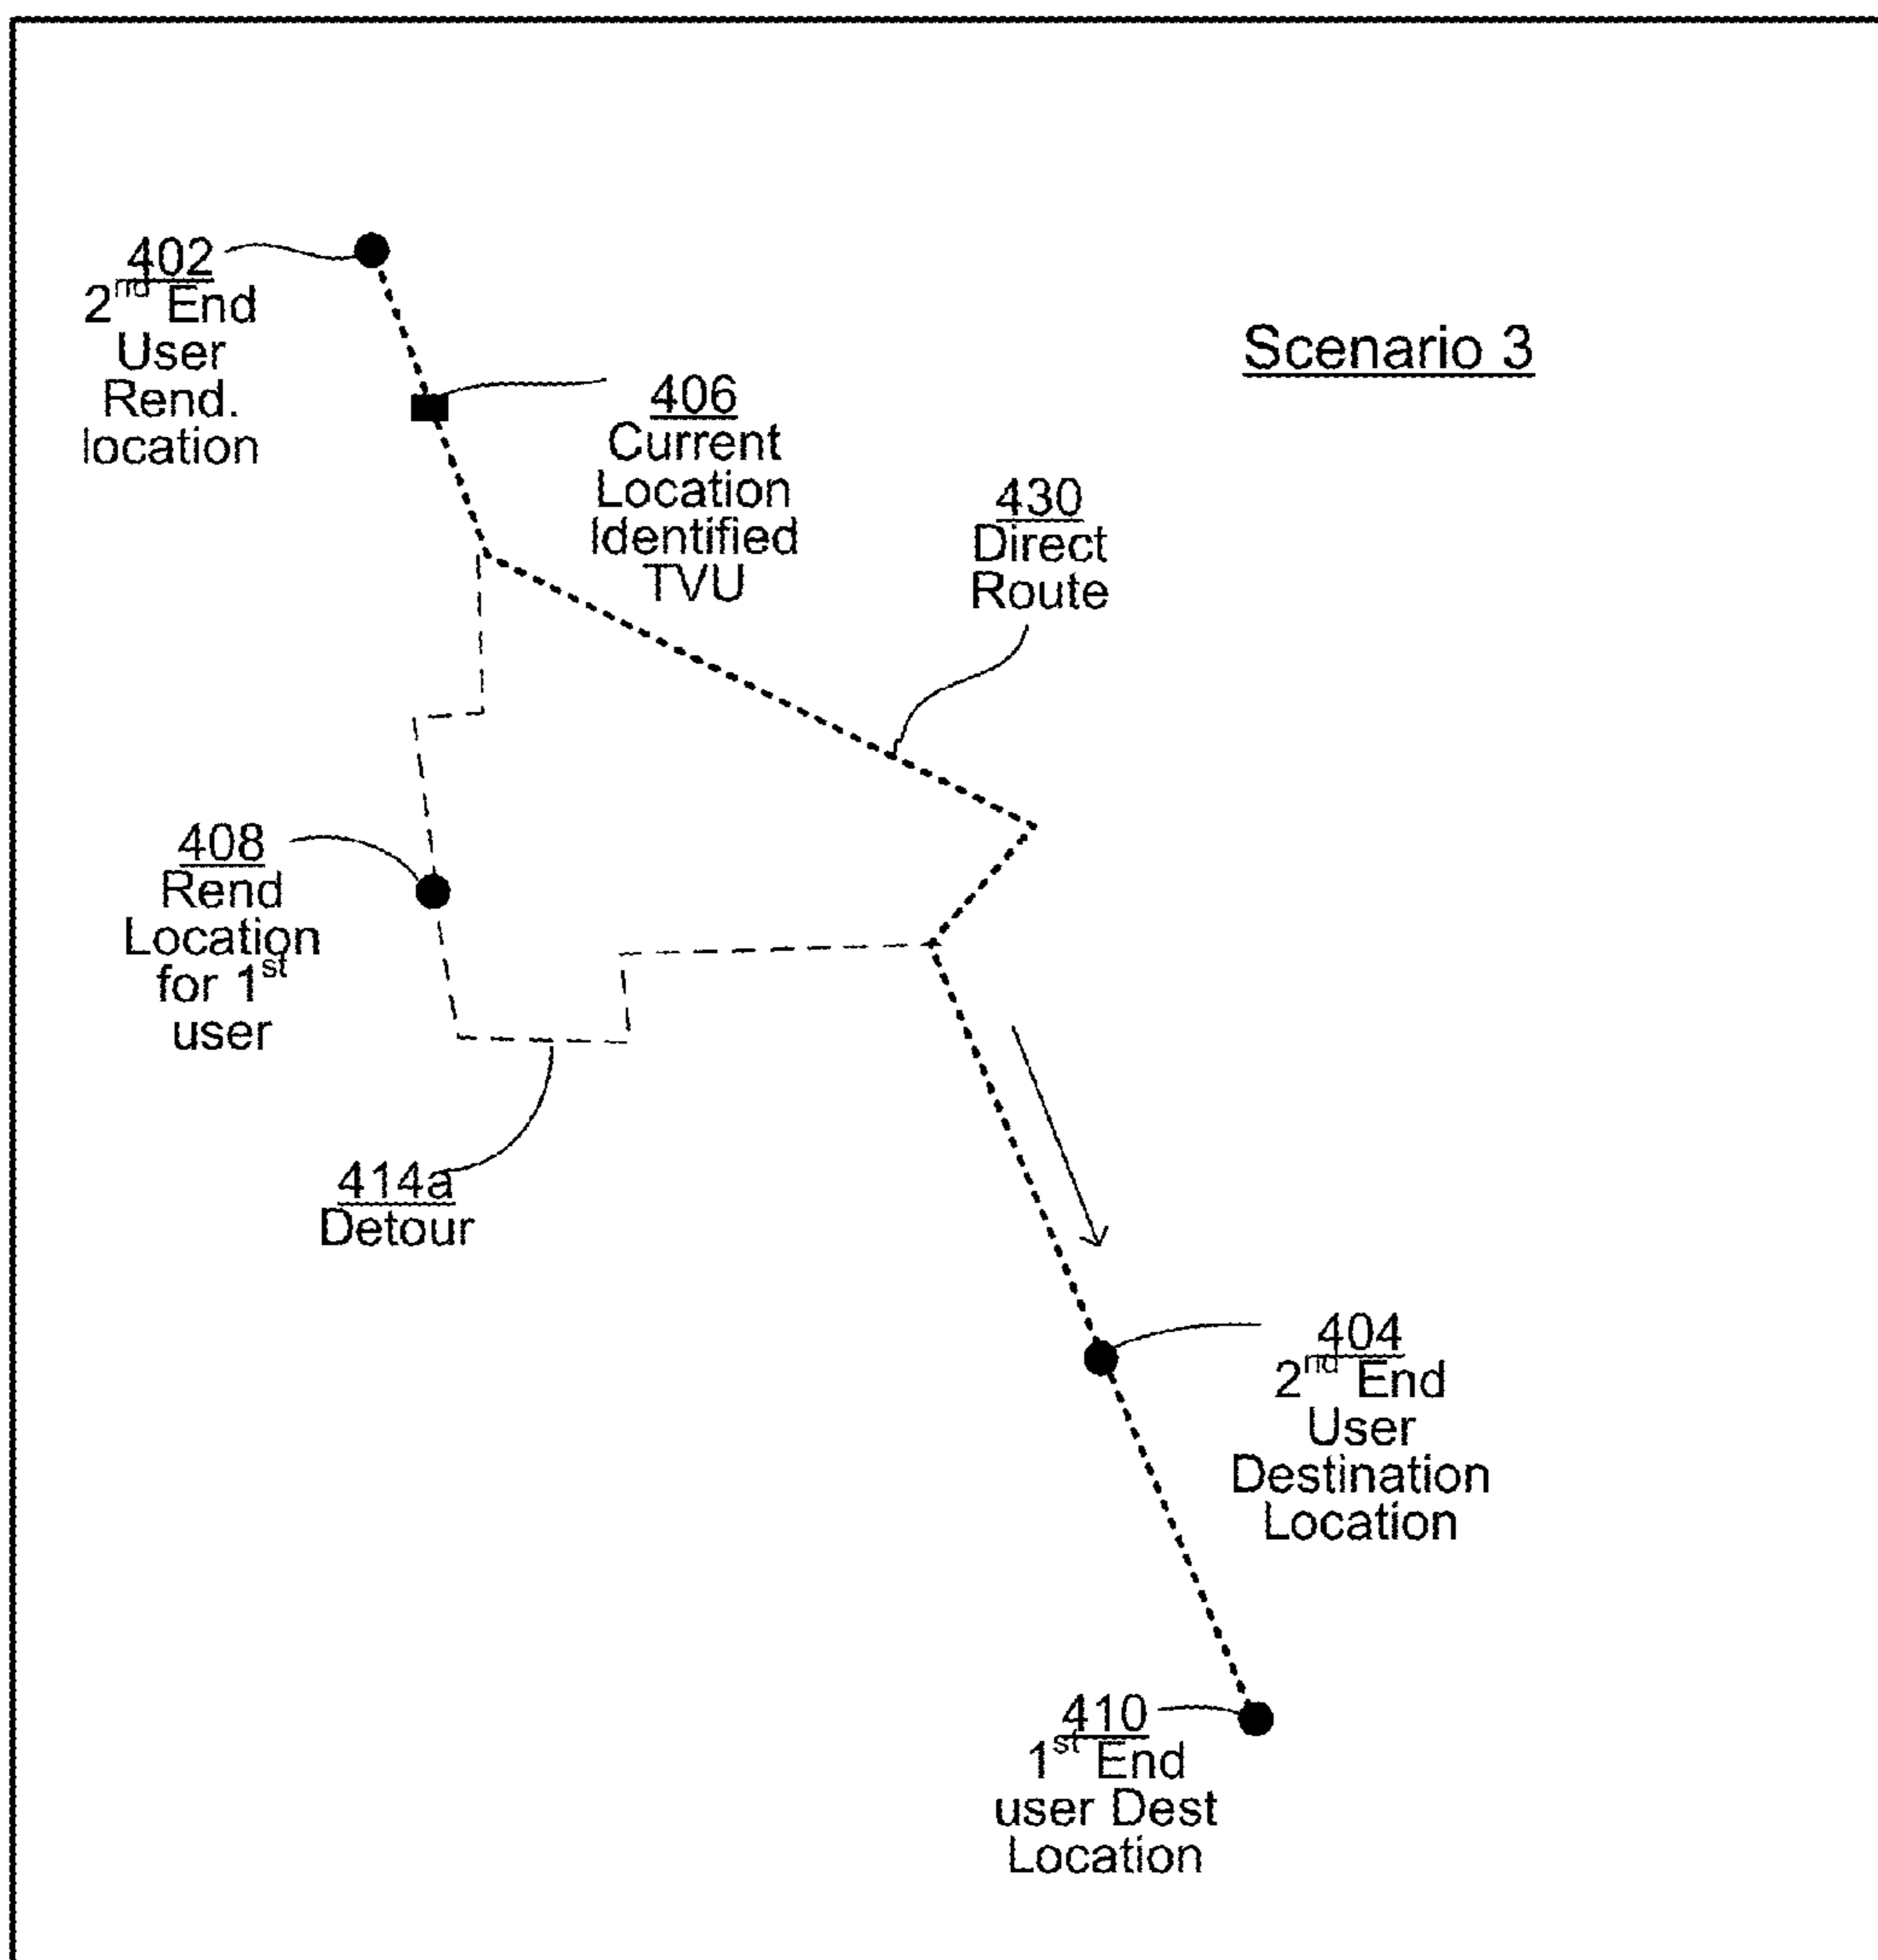 402
2nd End
User
Rend.
location
Scenario 3
406
Current
Location
Identified
TVU
430
Direct
Route
408
Rend
Location
for 1st
user
414a
Detour
404
2nd End
User
Destination
Location
410
1st End
user Dest
Location